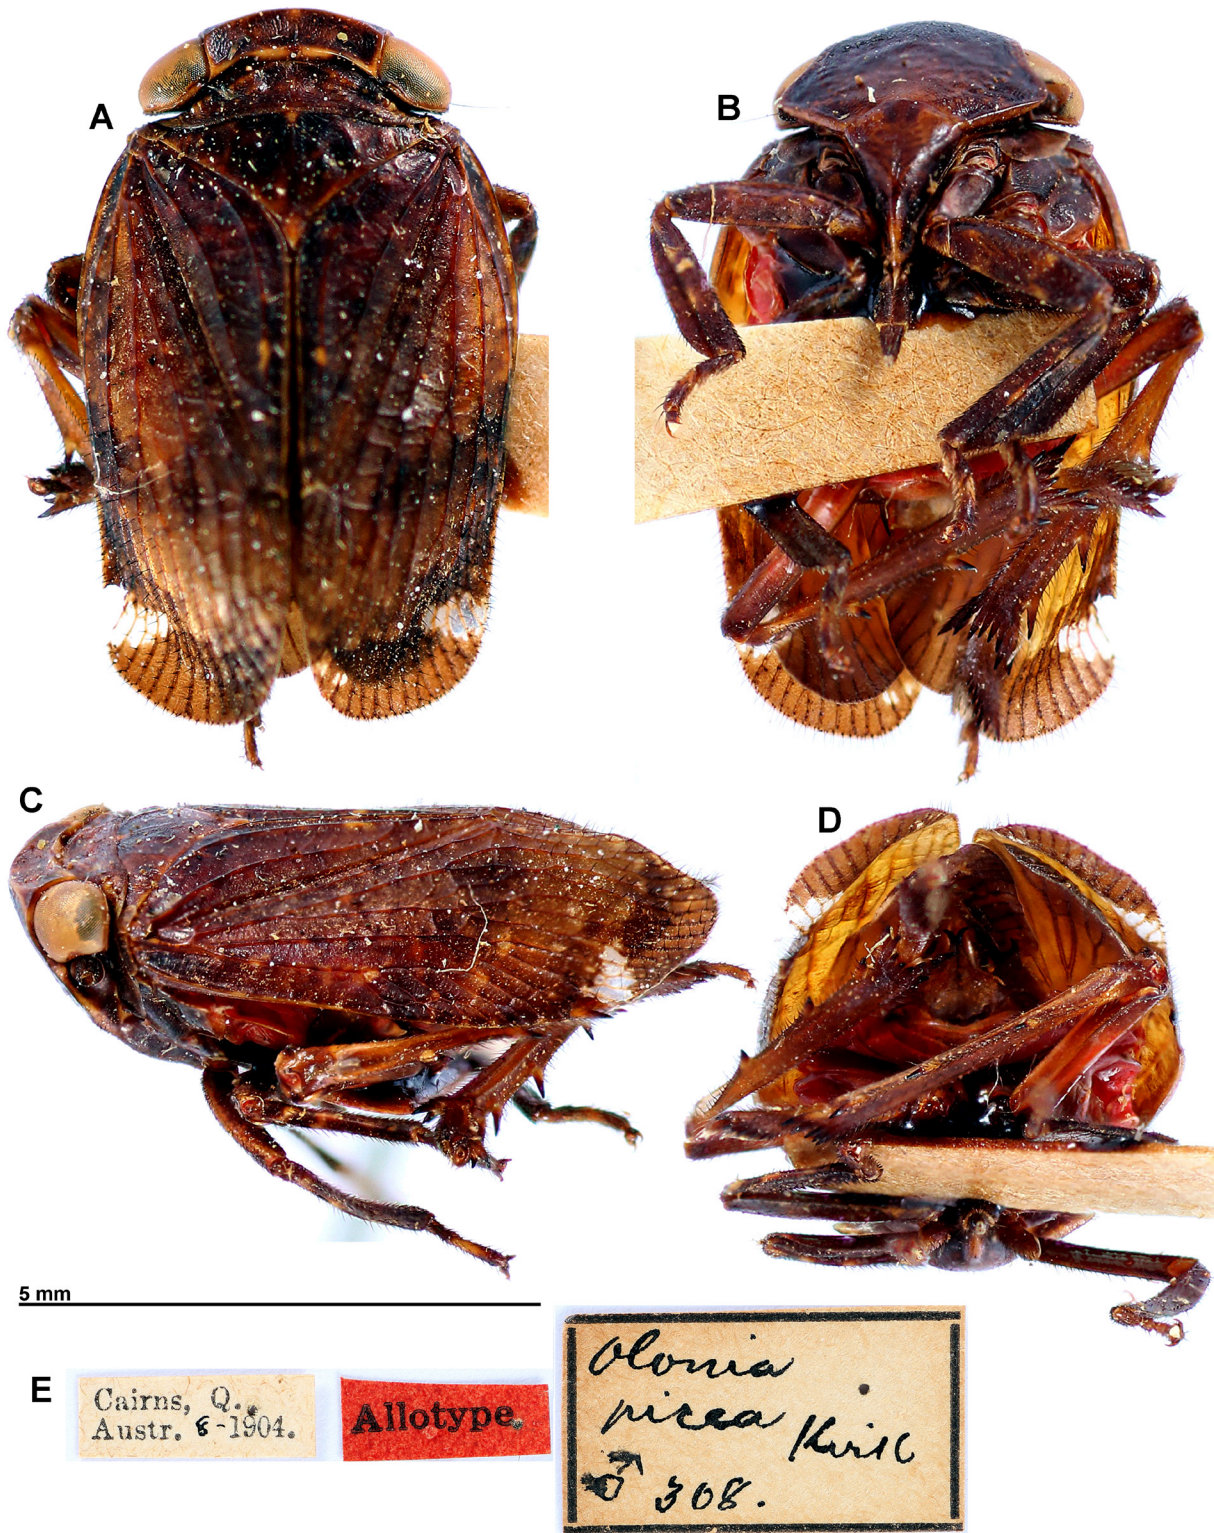 A
B
C
D
5 mm
E
Cairns, Q.
Austr. 8-1904.
Allotype.
Olonia
picea Kirk
♂ 308.